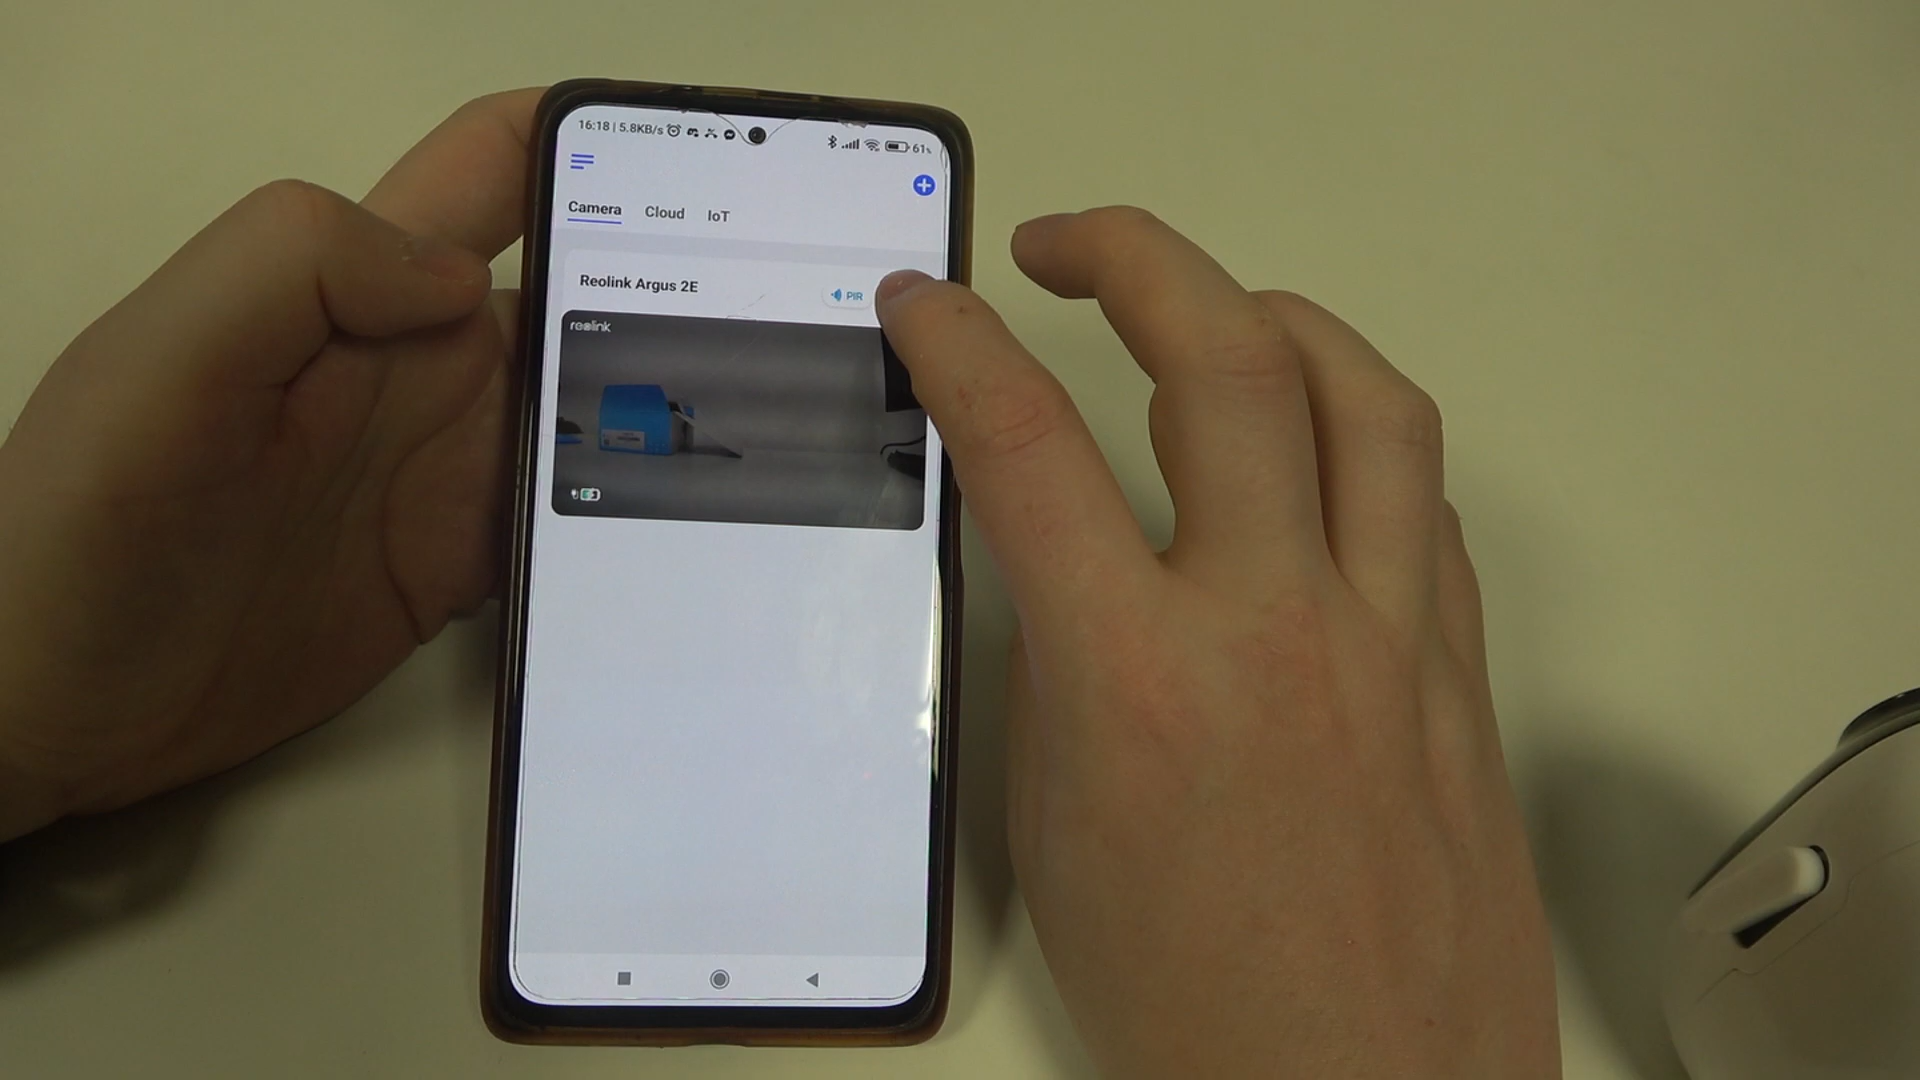 16:18 | 5.8KB/s 61%
Camera Cloud IoT
Reolink Argus 2E PIR
reolink